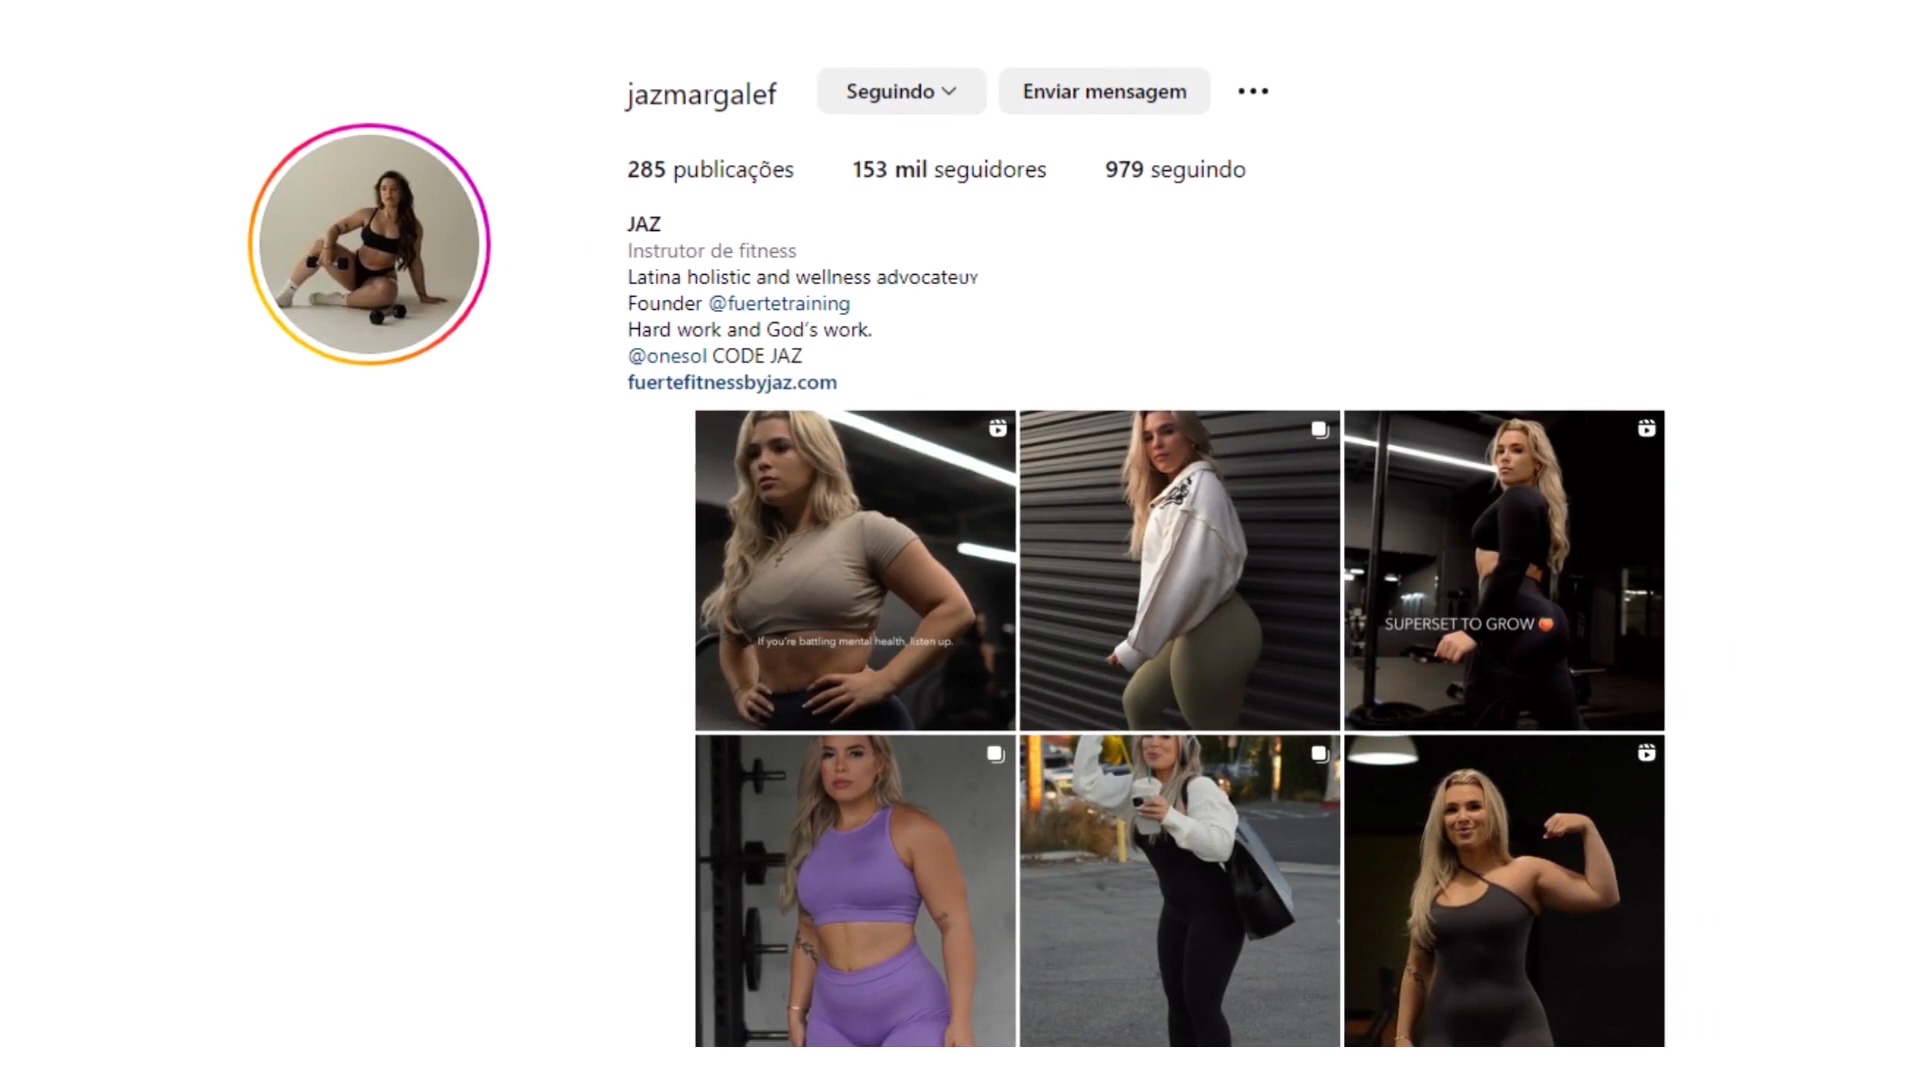 jazmargalef Seguindo Enviar mensagem
285 publicações 153 mil seguidores 979 seguindo
JAZ
Instrutor de fitness
Latina holistic and wellness advocateUY
Founder @fuertetraining
Hard work and God's work.
@onesol CODE JAZ
fuertefitnessbyjaz.com
If you're battling mental health, listen up.
SUPERSET TO GROW 🍑